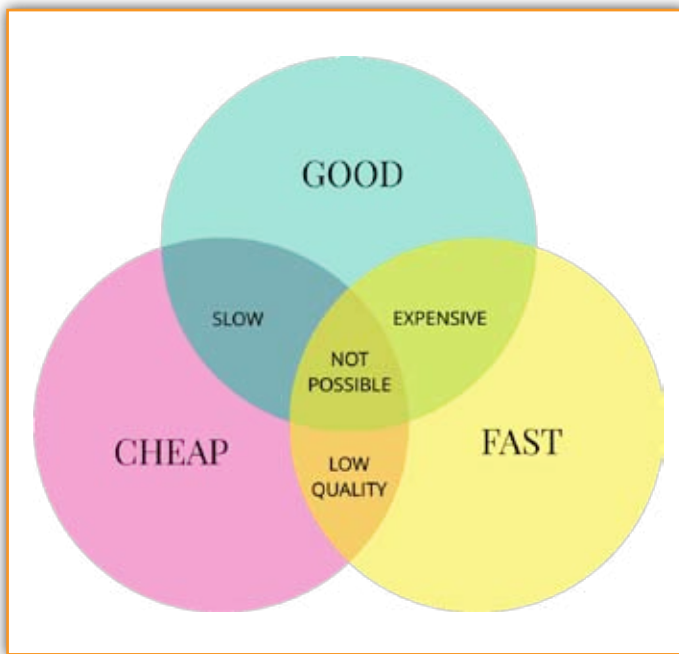 GOOD
SLOW
EXPENSIVE
NOT
POSSIBLE
CHEAP
FAST
LOW
QUALITY